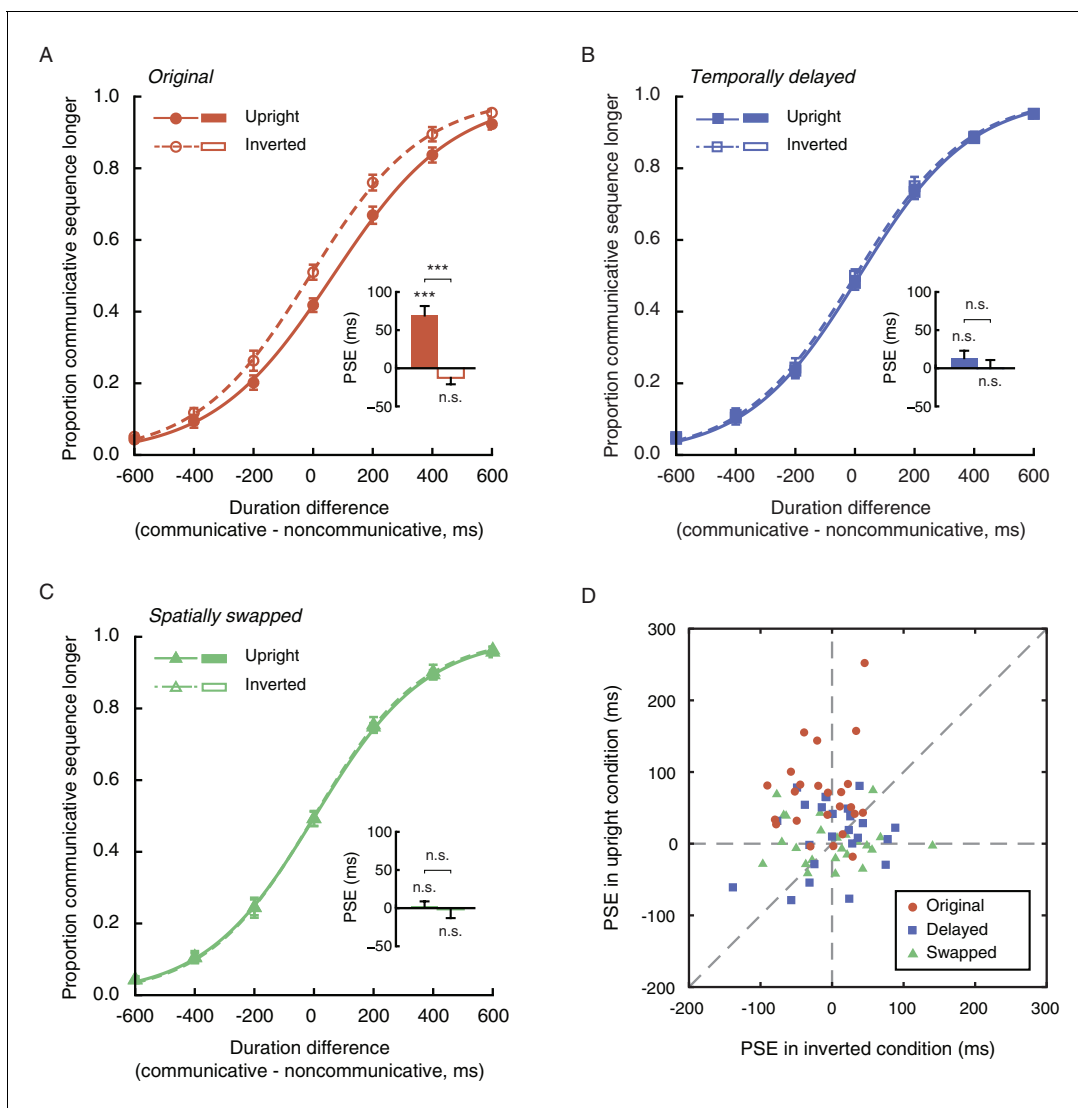 A
Original
Upright
Inverted
Proportion communicative sequence longer
1.0
0.8
0.6
0.4
0.2
0.0
-600 -400 -200 0 200 400 600
Duration difference
(communicative - noncommunicative, ms)
PSE (ms)
100
50
0
−50
***
***
n.s.
B
Temporally delayed
Upright
Inverted
Proportion communicative sequence longer
1.0
0.8
0.6
0.4
0.2
0.0
-600 -400 -200 0 200 400 600
Duration difference
(communicative - noncommunicative, ms)
PSE (ms)
100
50
0
−50
n.s.
n.s.
n.s.
C
Spatially swapped
Upright
Inverted
Proportion communicative sequence longer
1.0
0.8
0.6
0.4
0.2
0.0
-600 -400 -200 0 200 400 600
Duration difference
(communicative - noncommunicative, ms)
PSE (ms)
100
50
0
−50
n.s.
n.s.
n.s.
D
PSE in upright condition (ms)
300
200
100
0
-100
-200
-200 -100 0 100 200 300
PSE in inverted condition (ms)
Original
Delayed
Swapped